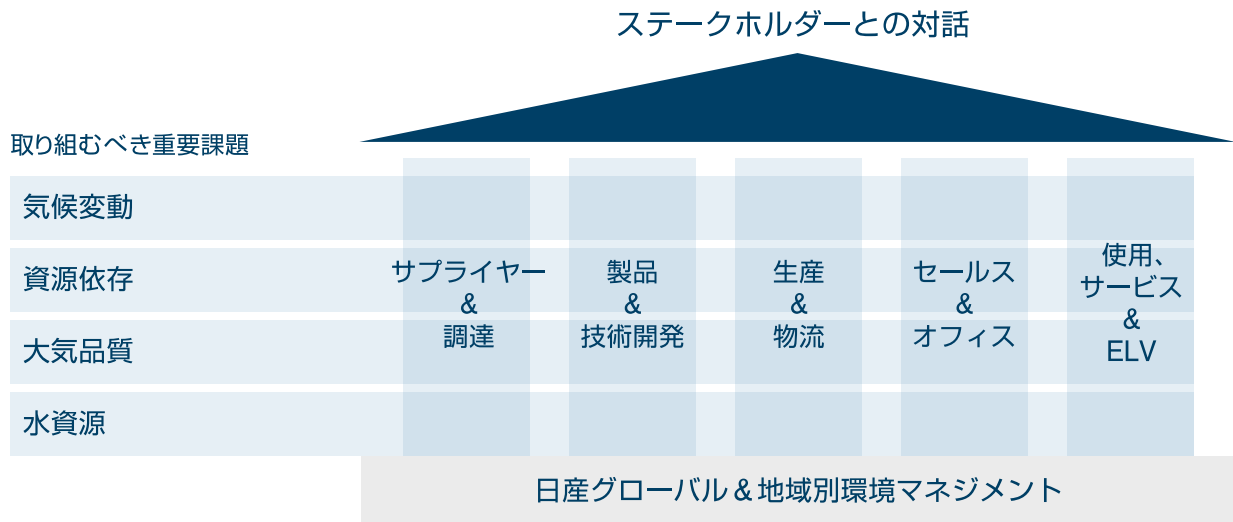 ステークホルダーとの対話
取り組むべき重要課題
気候変動
資源依存
大気品質
水資源
サプライヤー
&
調達
製品
&
技術開発
生産
&
物流
セールス
&
オフィス
使用、
サービス
&
ELV
日産グローバル&地域別環境マネジメント